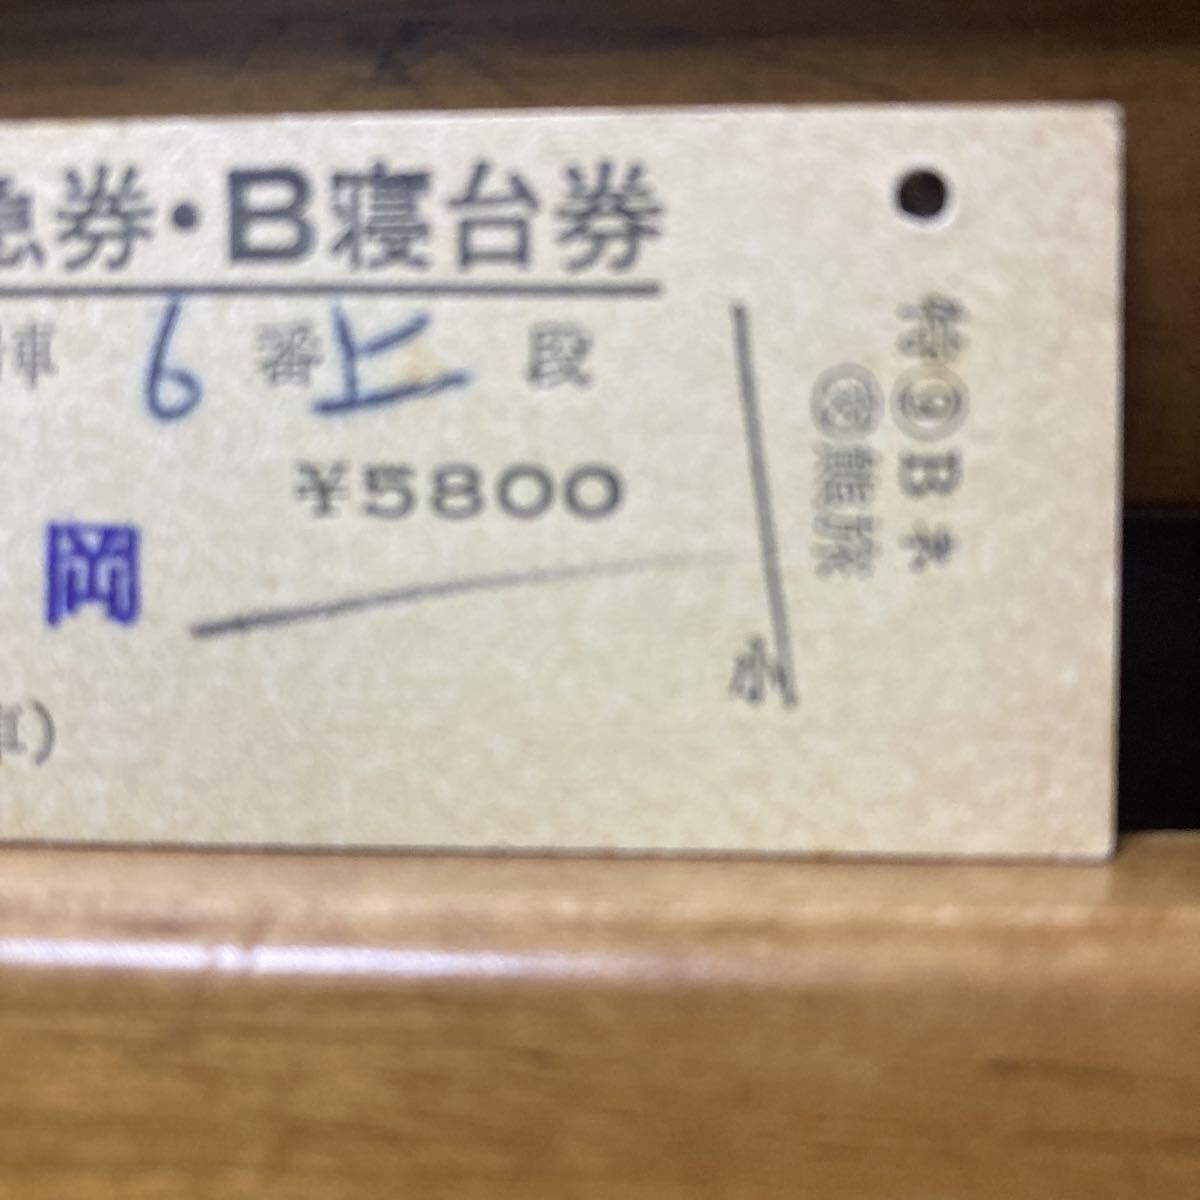 急券・B寝台券
車 6 番 上 段
¥5800
岡
車)
特⑨Bネ
熊旅